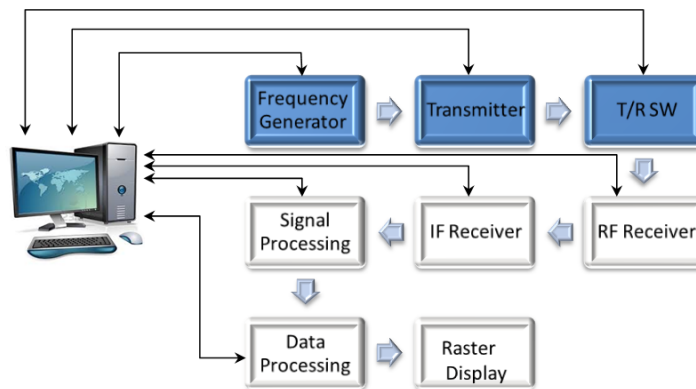 Frequency
Generator
Transmitter
T/R SW
Signal
Processing
IF Receiver
RF Receiver
Data
Processing
Raster
Display